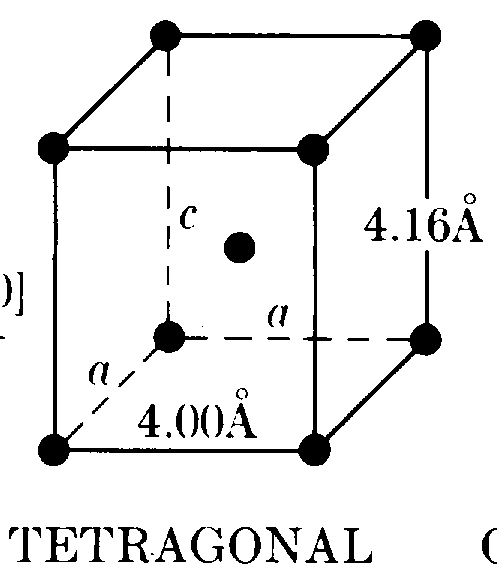 c
4.16Å
)]
a
a
4.00Å
TETRAGONAL